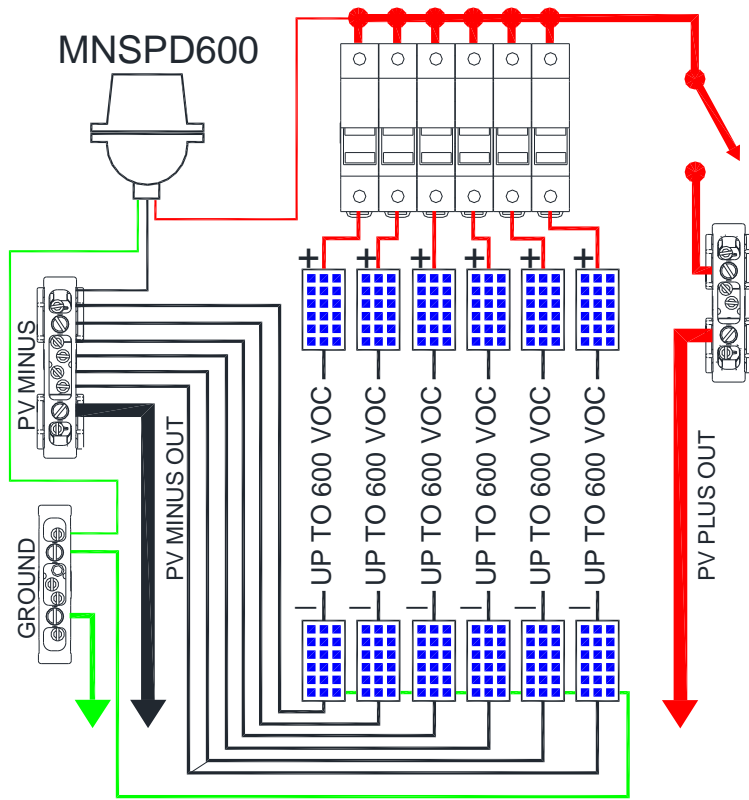 MNSPD600
+ + + + + +
PV MINUS
PV MINUS OUT
GROUND
UP TO 600 VOC
UP TO 600 VOC
UP TO 600 VOC
UP TO 600 VOC
UP TO 600 VOC
UP TO 600 VOC
PV PLUS OUT
– – – – – –